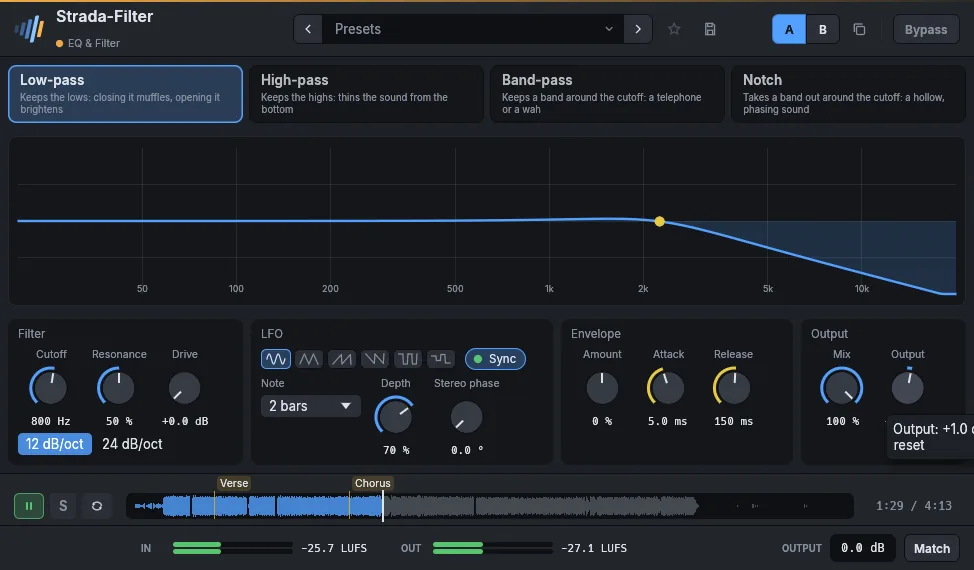 Strada-Filter
EQ & Filter
Presets
A
B
Bypass
Low-pass
Keeps the lows: closing it muffles, opening it
brightens
High-pass
Keeps the highs: thins the sound from the
bottom
Band-pass
Keeps a band around the cutoff: a telephone
or a wah
Notch
Takes a band out around the cutoff: a hollow,
phasing sound
50
100
200
500
1k
2k
5k
10k
Filter
Cutoff
Resonance
Drive
800 Hz
50 %
+0.0 dB
12 dB/oct
24 dB/oct
LFO
Sync
Note
Depth
Stereo phase
2 bars
70 %
0.0 °
Envelope
Amount
Attack
Release
0 %
5.0 ms
150 ms
Output
Mix
Output
100 %
Output: +1.0
reset
Verse
Chorus
S
1:29 / 4:13
IN
-25.7 LUFS
OUT
-27.1 LUFS
OUTPUT
0.0 dB
Match